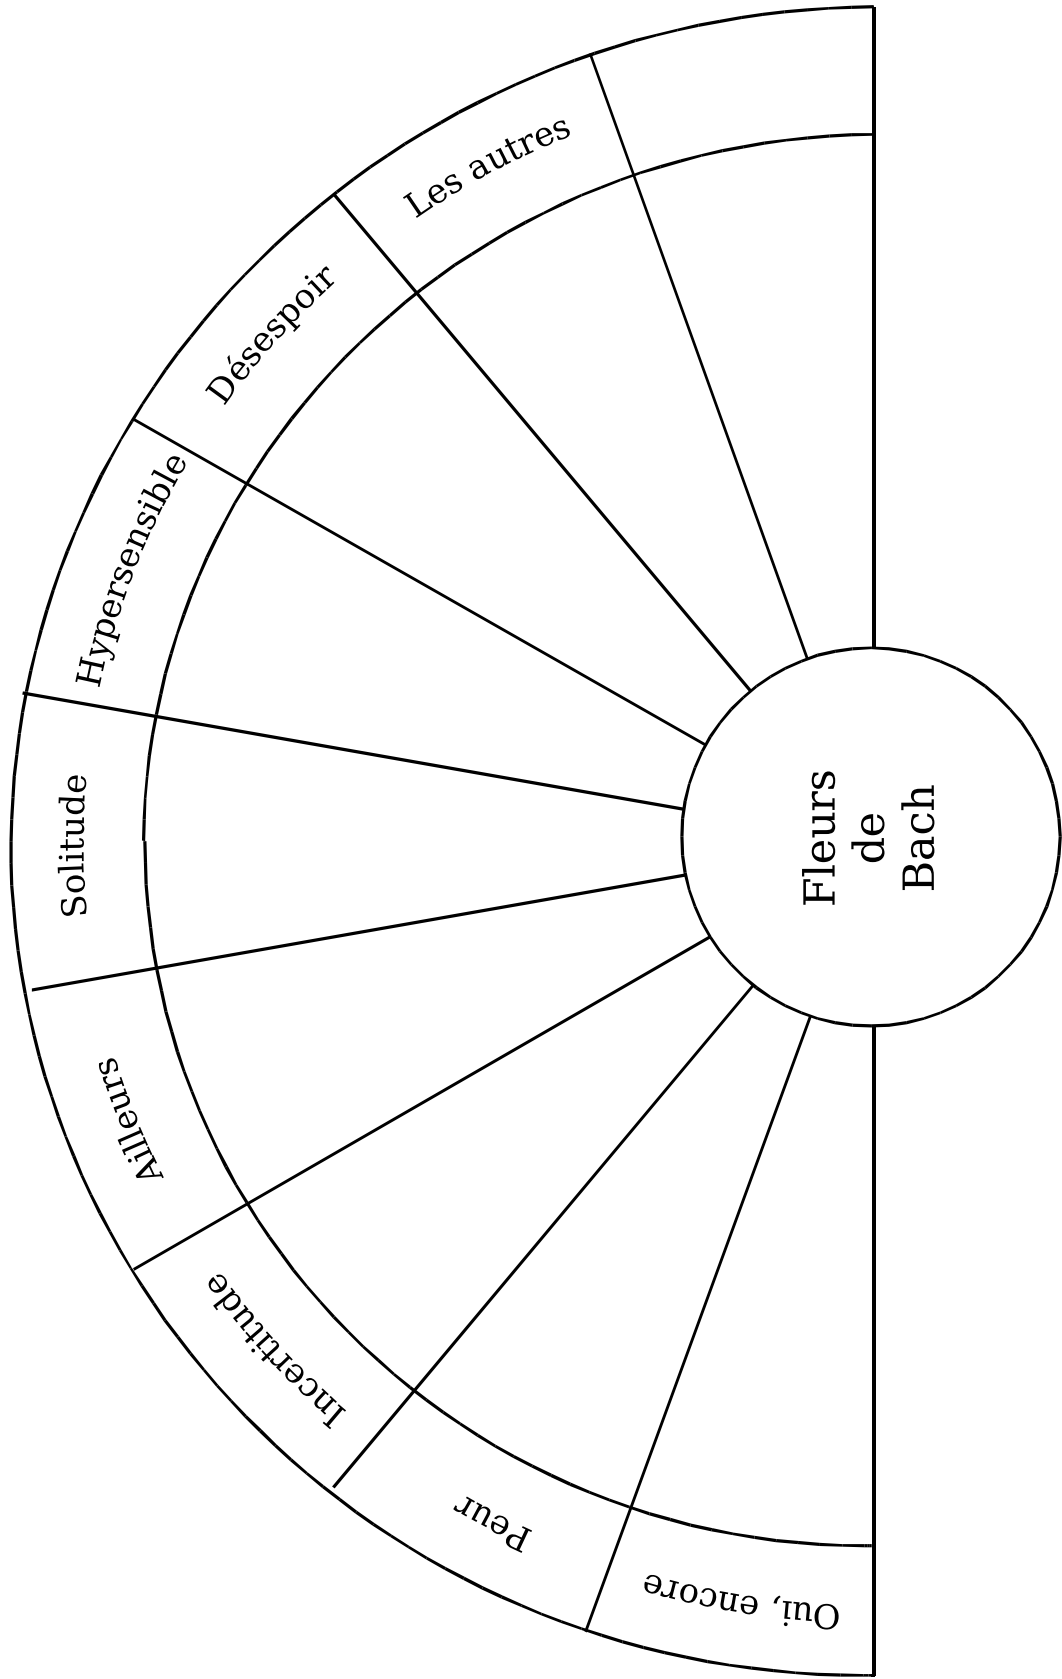 Oui, encore
Peur
Incertitude
Ailleurs
Solitude
Hypersensible
Désespoir
Les autres
Fleurs
de
Bach